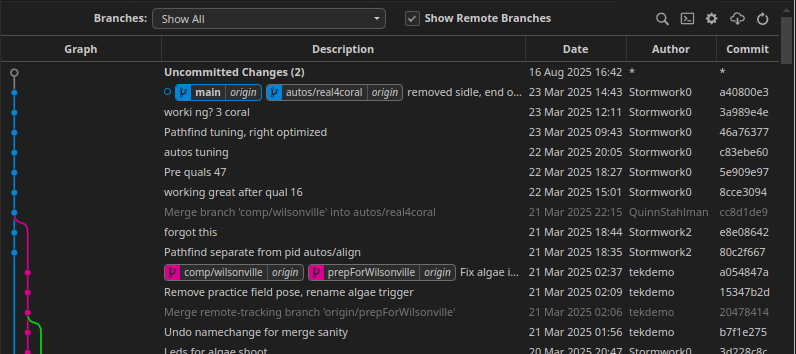 Branches: Show All Show Remote Branches
Graph Description Date Author Commit
Uncommitted Changes (2) 16 Aug 2025 16:42 * *
main origin autos/real4coral origin removed sidle, end o... 23 Mar 2025 14:43 Stormwork0 a40800e3
worki ng? 3 coral 23 Mar 2025 12:11 Stormwork0 3a989e4e
Pathfind tuning, right optimized 23 Mar 2025 09:43 Stormwork0 46a76377
autos tuning 22 Mar 2025 20:05 Stormwork0 c83ebe60
Pre quals 47 22 Mar 2025 18:27 Stormwork0 5e909e97
working great after qual 16 22 Mar 2025 15:01 Stormwork0 8cce3094
Merge branch 'comp/wilsonville' into autos/real4coral 21 Mar 2025 22:15 QuinnStahlman cc8d1de9
forgot this 21 Mar 2025 18:44 Stormwork2 e8e08642
Pathfind separate from pid autos/align 21 Mar 2025 18:35 Stormwork2 80c2f667
comp/wilsonville origin prepForWilsonville origin Fix algae i... 21 Mar 2025 02:37 tekdemo a054847a
Remove practice field pose, rename algae trigger 21 Mar 2025 02:09 tekdemo 15347b2d
Merge remote-tracking branch 'origin/prepForWilsonville' 21 Mar 2025 02:06 tekdemo 20478414
Undo namechange for merge sanity 21 Mar 2025 01:56 tekdemo b7f1e275
Leds for algae shoot 20 Mar 2025 20:47 Stormwork0 3d228c8c